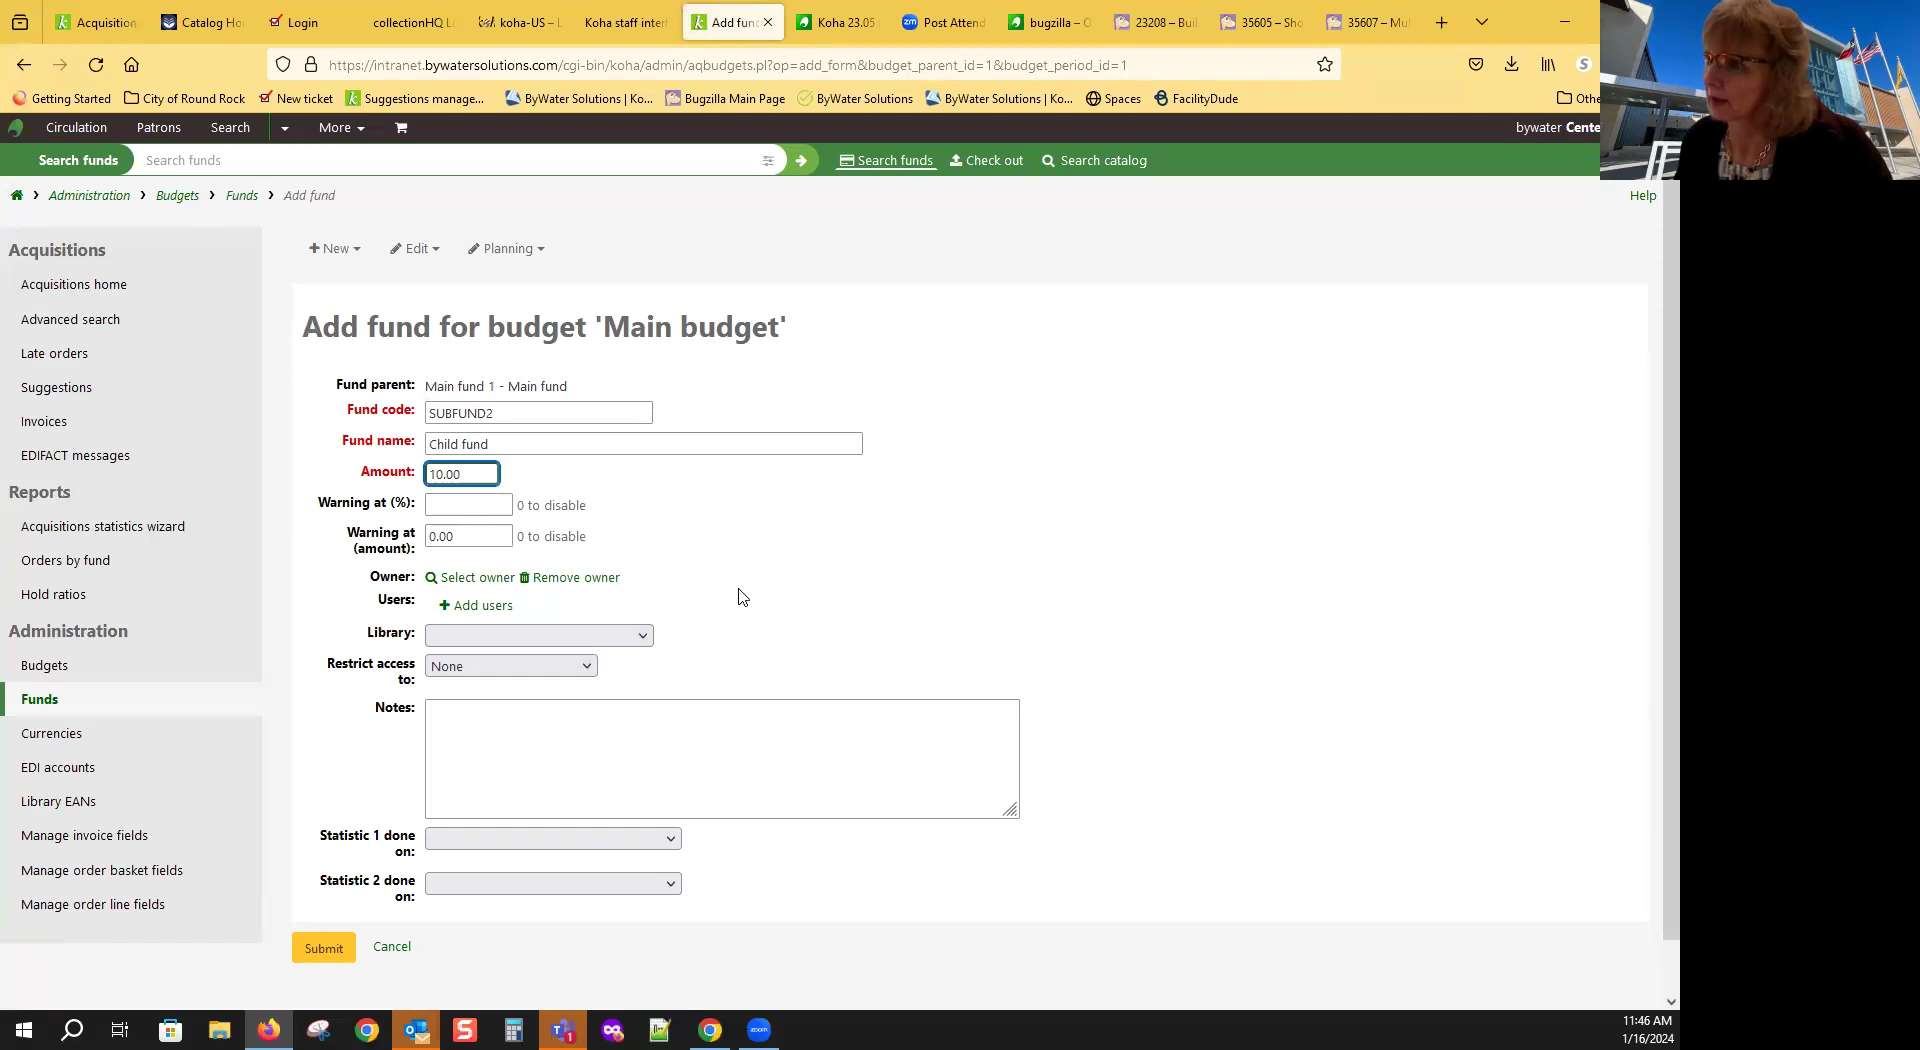 Acquisition
Catalog Ho
Login
collectionHQ L
koha-US – L
Koha staff inter
Add fun
Koha 23.05
Post Attend
bugzilla – O
23208 – Bui
35605 – Sho
35607 – Mul
https://intranet.bywatersolutions.com/cgi-bin/koha/admin/aqbudgets.pl?op=add_form&budget_parent_id=1&budget_period_id=1
Getting Started
City of Round Rock
New ticket
Suggestions manage...
ByWater Solutions | Ko...
Bugzilla Main Page
ByWater Solutions
ByWater Solutions | Ko...
Spaces
FacilityDude
Othe
Circulation
Patrons
Search
More
bywater Cente
Search funds
Search funds
Search funds
Check out
Search catalog
Administration
Budgets
Funds
Add fund
Help
Acquisitions
Acquisitions home
Advanced search
Late orders
Suggestions
Invoices
EDIFACT messages
Reports
Acquisitions statistics wizard
Orders by fund
Hold ratios
Administration
Budgets
Funds
Currencies
EDI accounts
Library EANs
Manage invoice fields
Manage order basket fields
Manage order line fields
New
Edit
Planning
Add fund for budget 'Main budget'
Fund parent: Main fund 1 - Main fund
Fund code: SUBFUND2
Fund name: Child fund
Amount: 10.00
Warning at (%): 0 to disable
Warning at
(amount): 0.00 0 to disable
Owner: Select owner Remove owner
Users: Add users
Library:
Restrict access
to: None
Notes:
Statistic 1 done
on:
Statistic 2 done
on:
Submit
Cancel
11:46 AM
1/16/2024